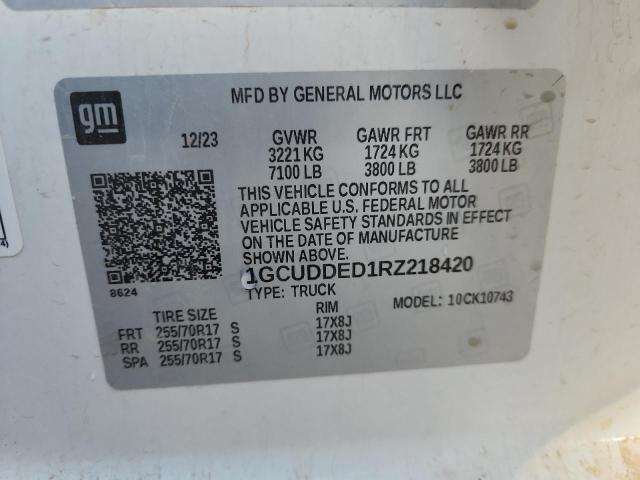 gm
MFD BY GENERAL MOTORS LLC
12/23 GVWR GAWR FRT GAWR RR
3221 KG 1724 KG 1724 KG
7100 LB 3800 LB 3800 LB
THIS VEHICLE CONFORMS TO ALL
APPLICABLE U.S. FEDERAL MOTOR
VEHICLE SAFETY STANDARDS IN EFFECT
ON THE DATE OF MANUFACTURE
SHOWN ABOVE.
1GCUDDED1RZ218420
8624
TYPE: TRUCK
MODEL: 10CK10743
TIRE SIZE RIM
FRT 255/70R17 S 17X8J
RR 255/70R17 S 17X8J
SPA 255/70R17 S 17X8J